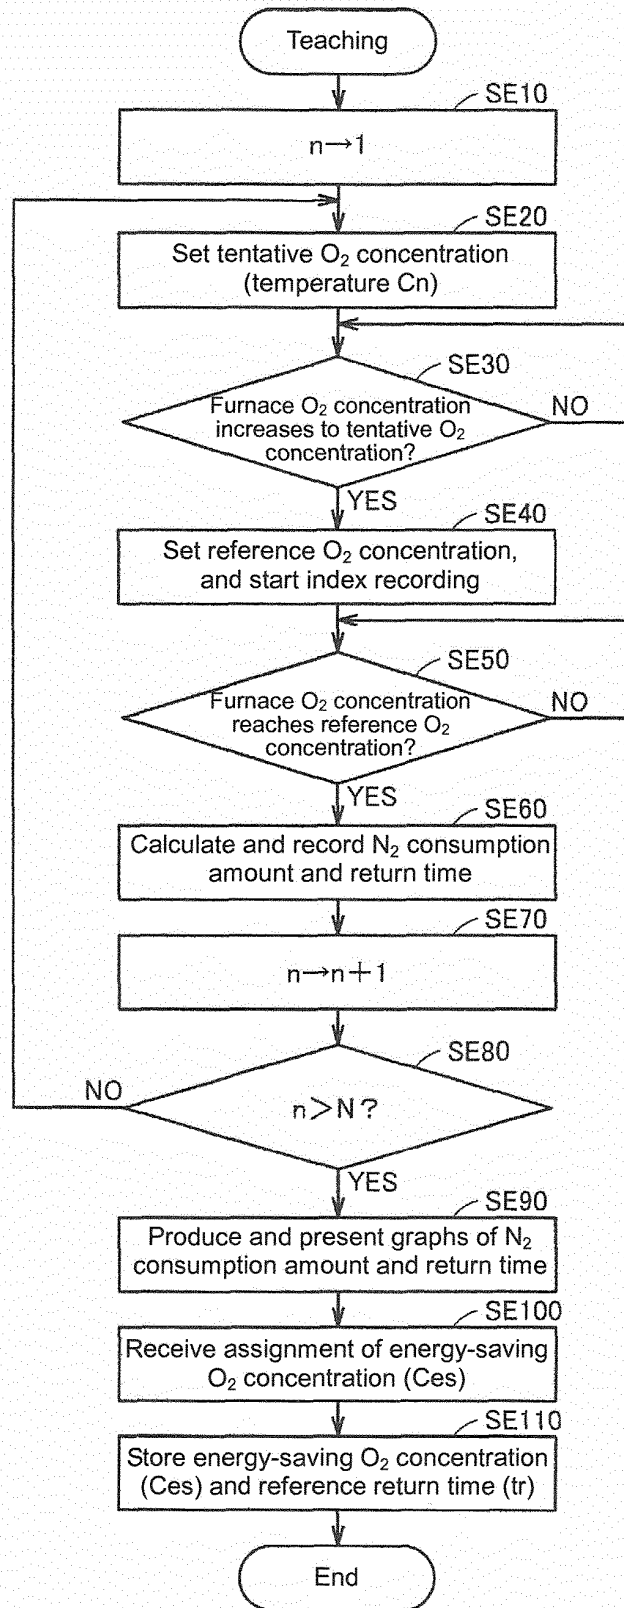 Teaching
SE10
n→1
SE20
Set tentative O₂ concentration
(temperature Cn)
SE30
Furnace O₂ concentration
increases to tentative O₂
concentration?
NO
YES
SE40
Set reference O₂ concentration,
and start index recording
SE50
Furnace O₂ concentration
reaches reference O₂
concentration?
NO
YES
SE60
Calculate and record N₂ consumption
amount and return time
SE70
n→n+1
SE80
NO
n>N?
YES
SE90
Produce and present graphs of N₂
consumption amount and return time
SE100
Receive assignment of energy-saving
O₂ concentration (Ces)
SE110
Store energy-saving O₂ concentration
(Ces) and reference return time (tr)
End